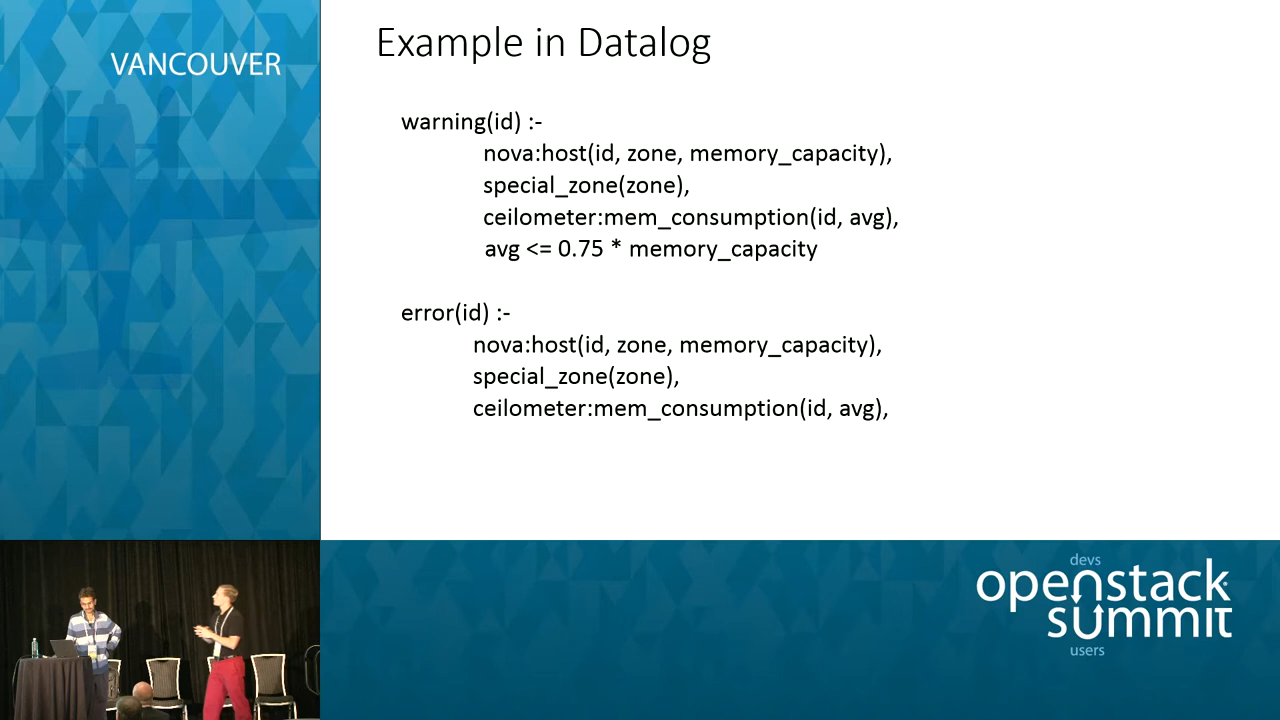 VANCOUVER
Example in Datalog
warning(id) :-
nova:host(id, zone, memory_capacity),
special_zone(zone),
ceilometer:mem_consumption(id, avg),
avg <= 0.75 * memory_capacity
error(id) :-
nova:host(id, zone, memory_capacity),
special_zone(zone),
ceilometer:mem_consumption(id, avg),
devs
openstack
summit
users